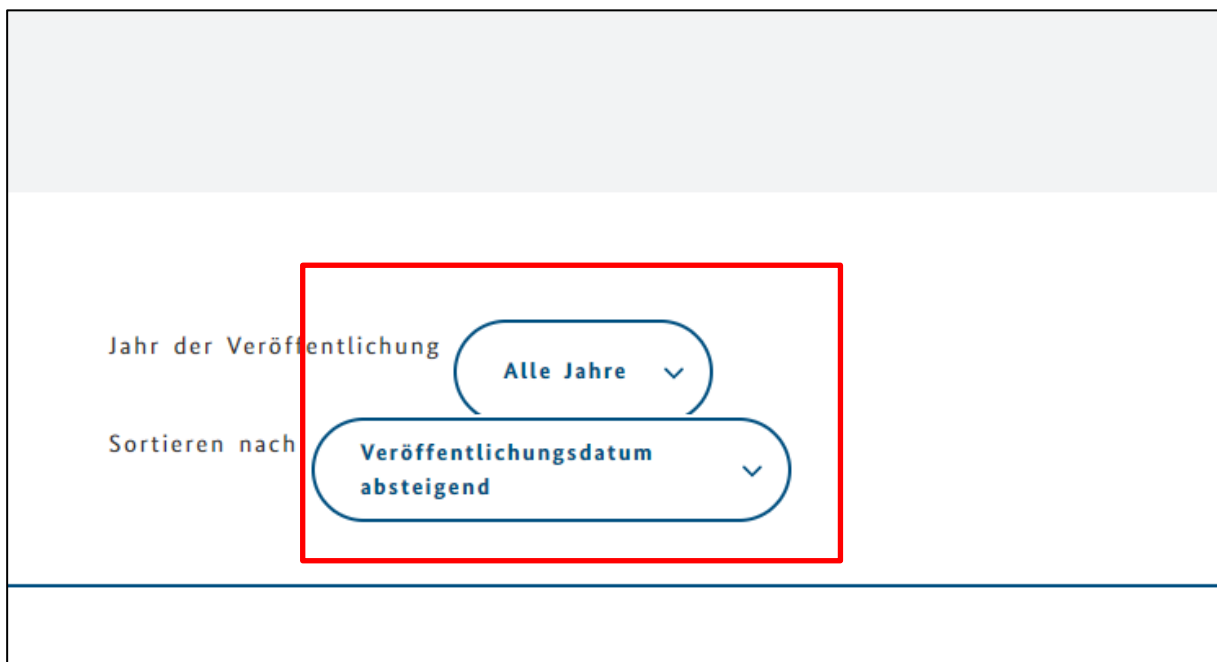 Jahr der Veröffentlichung
Alle Jahre
Sortieren nach
Veröffentlichungsdatum
absteigend